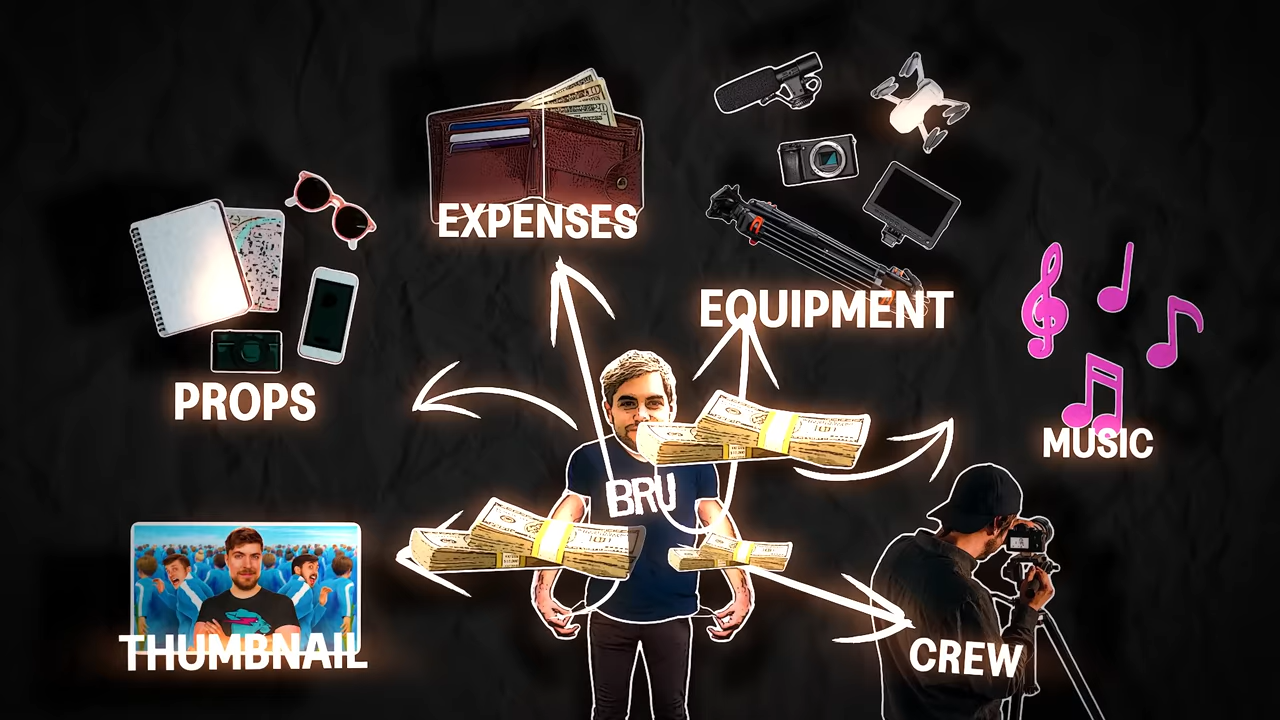 EXPENSES
EQUIPMENT
PROPS
MUSIC
BRU
THUMBNAIL
CREW